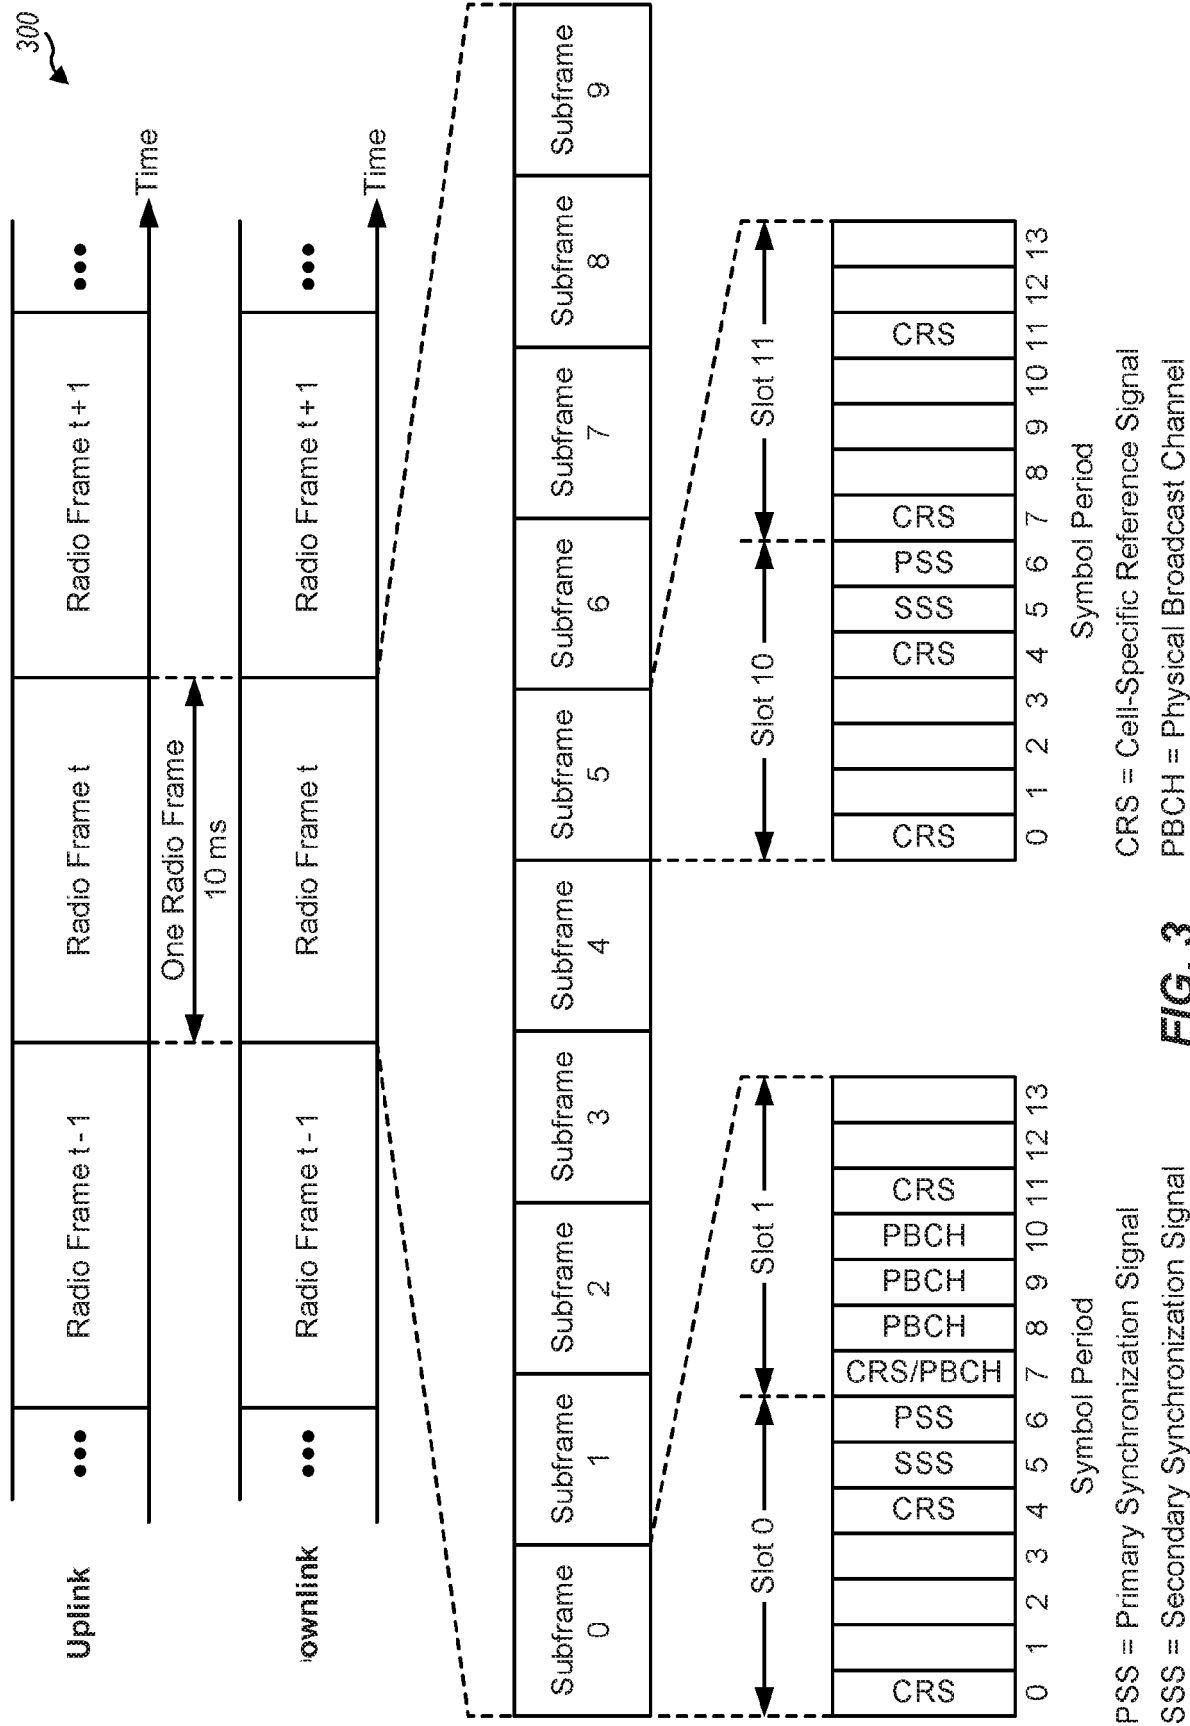 300
Uplink
••• Radio Frame t - 1 Radio Frame t Radio Frame t + 1 •••
Time
One Radio Frame
10 ms
ownlink
••• Radio Frame t - 1 Radio Frame t Radio Frame t + 1 •••
Time
Subframe 0 Subframe 1 Subframe 2 Subframe 3 Subframe 4 Subframe 5 Subframe 6 Subframe 7 Subframe 8 Subframe 9
Slot 0 Slot 1
CRS CRS SSS PSS CRS/PBCH PBCH PBCH PBCH CRS
0 1 2 3 4 5 6 7 8 9 10 11 12 13
Symbol Period
Slot 10 Slot 11
CRS CRS SSS PSS CRS CRS
0 1 2 3 4 5 6 7 8 9 10 11 12 13
Symbol Period
PSS = Primary Synchronization Signal
SSS = Secondary Synchronization Signal
CRS = Cell-Specific Reference Signal
PBCH = Physical Broadcast Channel
FIG. 3